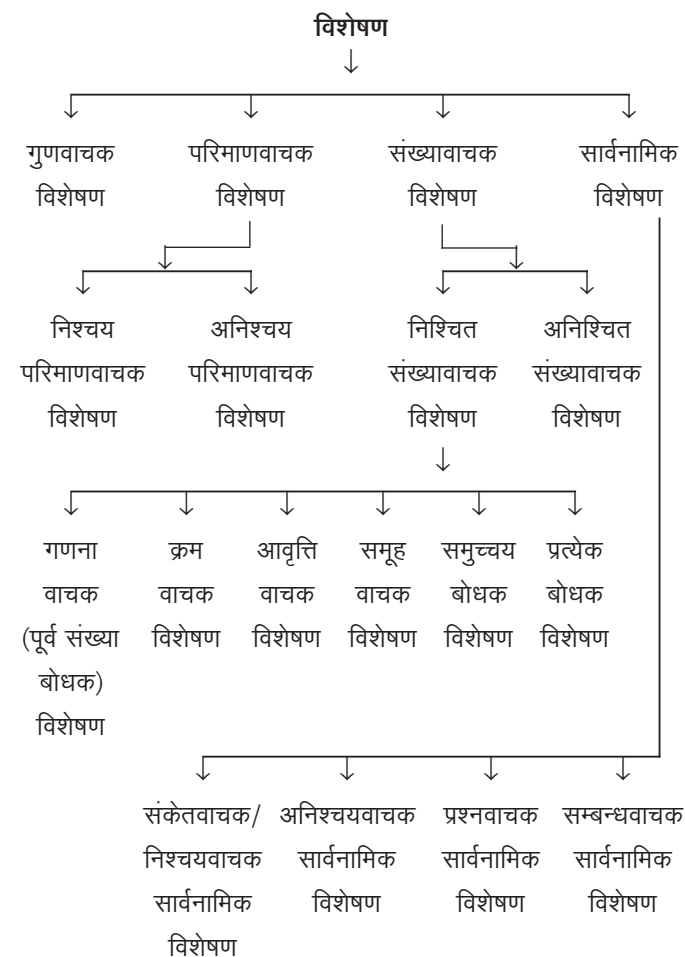 विशेषण
गुणवाचक परिमाणवाचक संख्यावाचक सार्वनामिक
विशेषण विशेषण विशेषण विशेषण
निश्चय अनिश्चय निश्चित अनिश्चित
परिमाणवाचक परिमाणवाचक संख्यावाचक संख्यावाचक
विशेषण विशेषण विशेषण विशेषण
गणना क्रम आवृत्ति समूह समुच्चय प्रत्येक
वाचक वाचक वाचक वाचक बोधक बोधक
(पूर्व संख्या विशेषण विशेषण विशेषण विशेषण विशेषण
बोधक)
विशेषण
संकेतवाचक/ अनिश्चयवाचक प्रश्नवाचक सम्बन्धवाचक
निश्चयवाचक सार्वनामिक सार्वनामिक सार्वनामिक
सार्वनामिक विशेषण विशेषण विशेषण
विशेषण